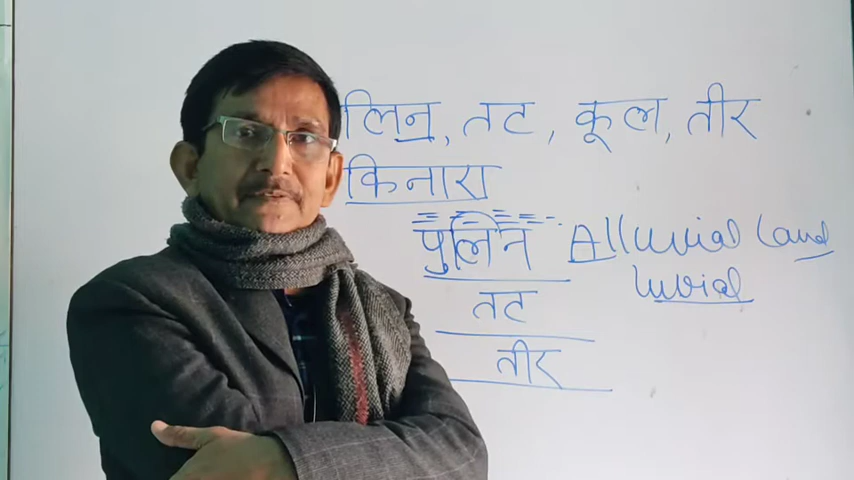 लिन, तट, कूल, तीर
किनारा
पुलिन Alluvial Land
luvial
तट
तीर